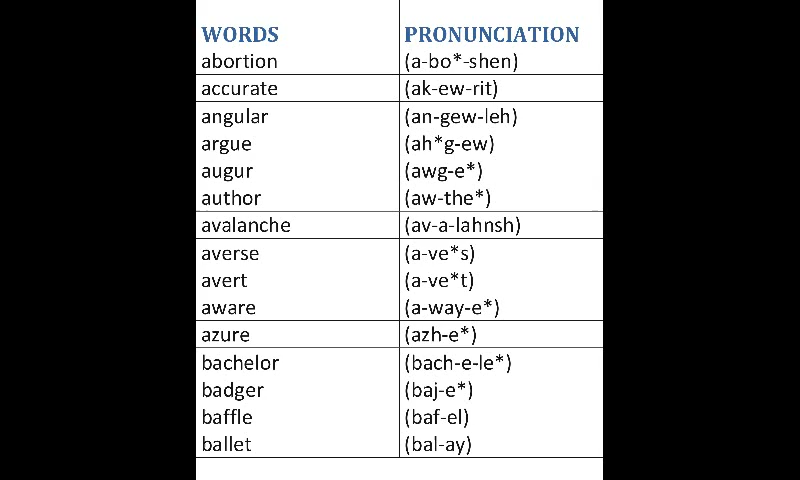 WORDS PRONUNCIATION
abortion (a-bo*-shen)
accurate (ak-ew-rit)
angular (an-gew-leh)
argue (ah*g-ew)
augur (awg-e*)
author (aw-the*)
avalanche (av-a-lahnsh)
averse (a-ve*s)
avert (a-ve*t)
aware (a-way-e*)
azure (azh-e*)
bachelor (bach-e-le*)
badger (baj-e*)
baffle (baf-el)
ballet (bal-ay)